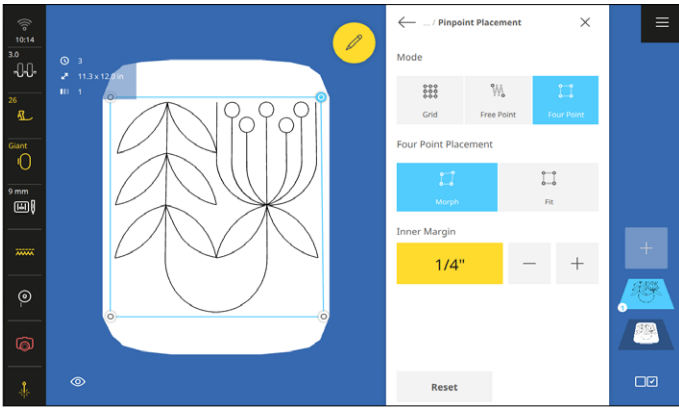 10:14
3.0
26
Giant
9 mm
3
11.3 x 12.0 in
1
... / Pinpoint Placement
Mode
Grid
Free Point
Four Point
Four Point Placement
Morph
Fit
Inner Margin
1/4"
Reset
1